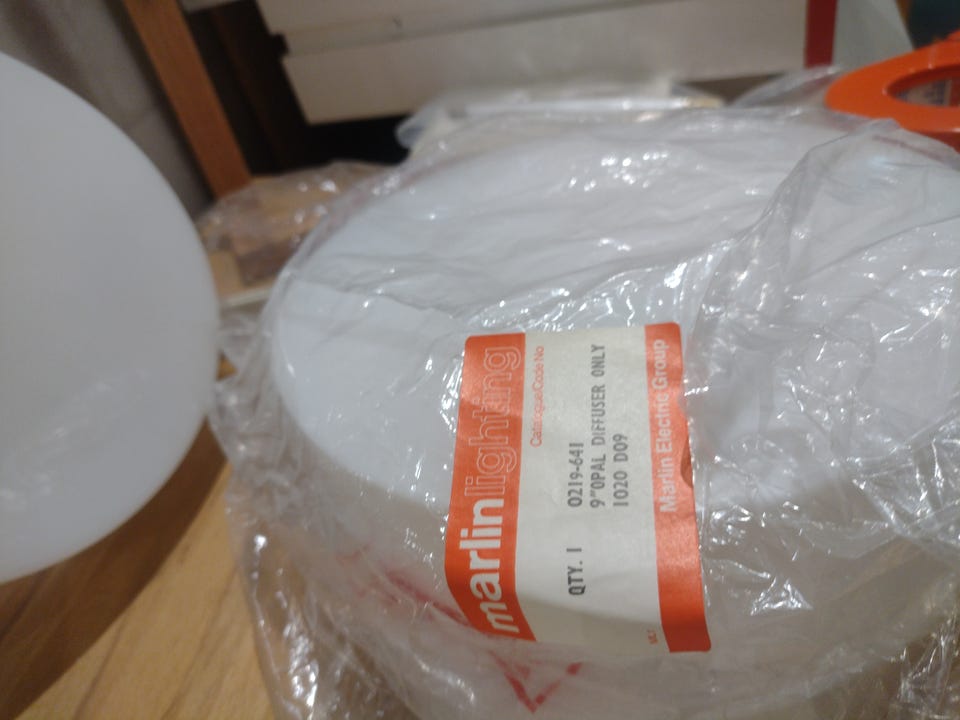 marlinlighting
Catalogue/Code No
QTY. 1 0219-641
9"OPAL DIFFUSER ONLY
1020 D09
Marlin Electric Group